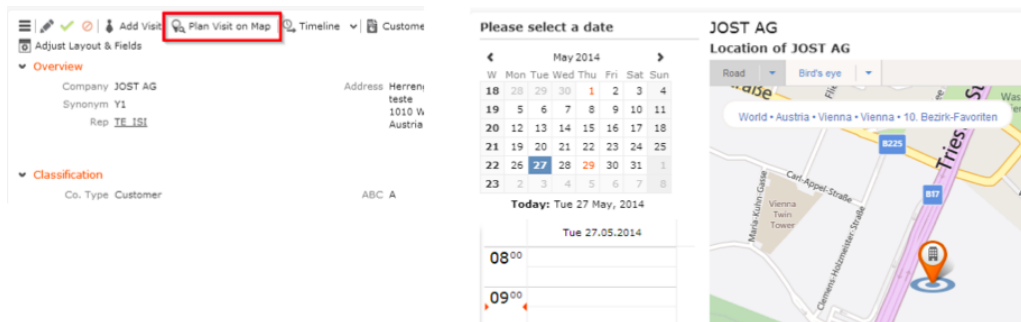 Add Visit Plan Visit on Map Timeline Custome
Adjust Layout & Fields
Overview
Company JOST AG
Synonym Y1
Rep TE_ISI
Address Herren
teste
1010 W
Austria
Classification
Co. Type Customer
ABC A
Please select a date
May 2014
W Mon Tue Wed Thu Fri Sat Sun
18 28 29 30 1 2 3 4
19 5 6 7 8 9 10 11
20 12 13 14 15 16 17 18
21 19 20 21 22 23 24 25
22 26 27 28 29 30 31 1
23 2 3 4 5 6 7 8
Today: Tue 27 May, 2014
Tue 27.05.2014
08 00
09 00
JOST AG
Location of JOST AG
Road Bird's eye
raße
Was
World • Austria • Vienna • Vienna • 10. Bezirk-Favoriten
B225
Tries
Carl-Appel-Straße
Maria-Kuhn-Gasse
Vienna
Twin
Tower
B17
Clemens-Holzmeister-Straße